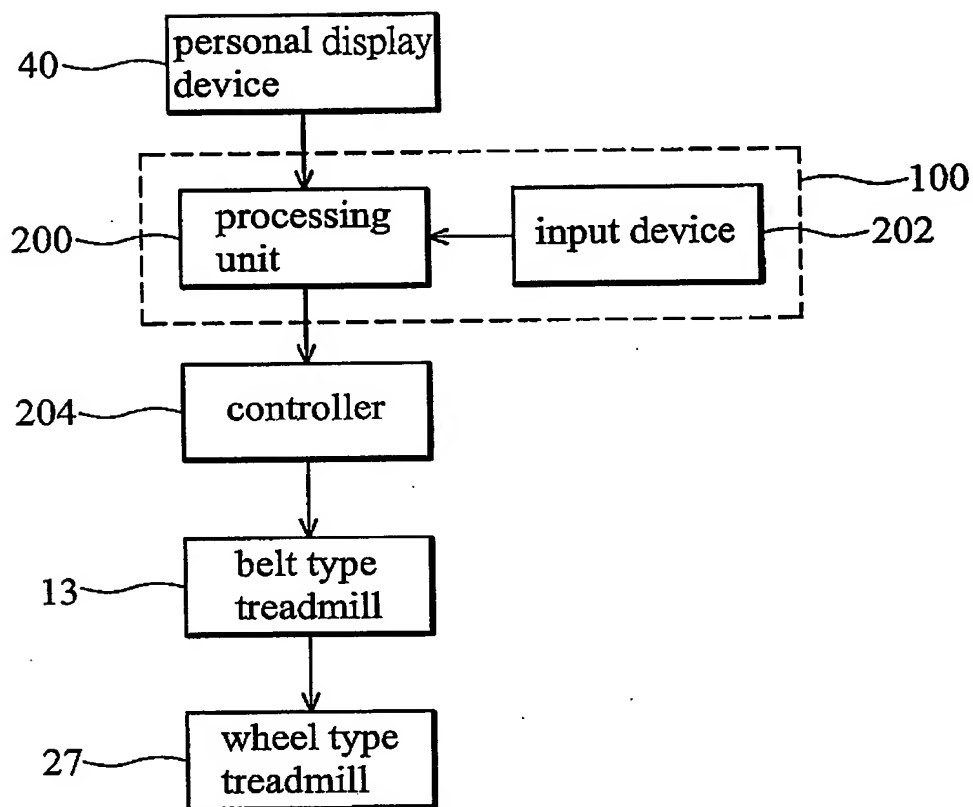 personal display
device
40
100
processing
unit
200
input device
202
controller
204
belt type
treadmill
13
wheel type
treadmill
27